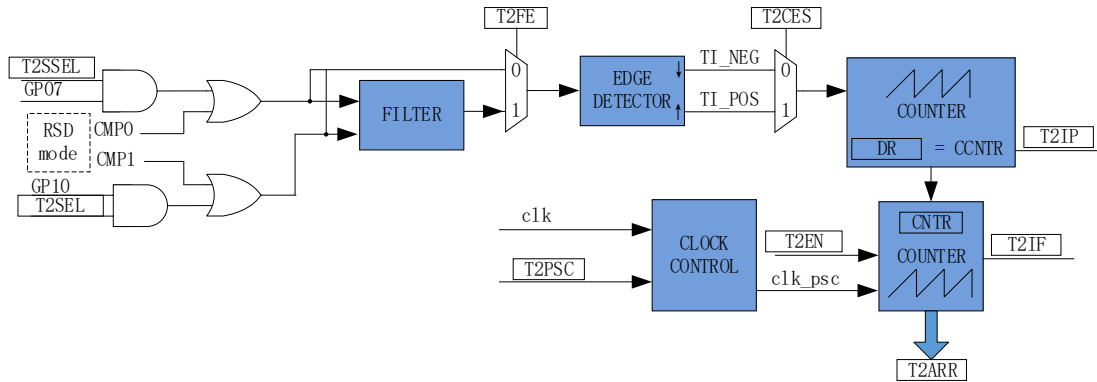 T2FE
T2CES
T2SSEL
GP07
RSD
mode
CMP0
CMP1
GP10
T2SEL
FILTER
0
1
EDGE
DETECTOR
TI_NEG
TI_POS
0
1
COUNTER
DR = CCNTR
T2IP
clk
T2PSC
CLOCK
CONTROL
T2EN
clk_psc
CNTR
COUNTER
T2IF
T2ARR